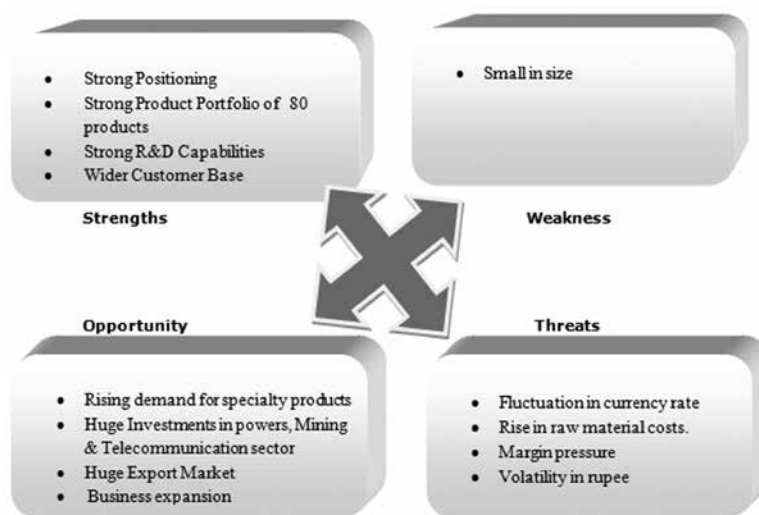 • Strong Positioning
• Strong Product Portfolio of 80
products
• Strong R&D Capabilities
• Wider Customer Base
Strengths
• Small in size
Weakness
Opportunity
• Rising demand for specialty products
• Huge Investments in powers, Mining
& Telecommunication sector
• Huge Export Market
• Business expansion
Threats
• Fluctuation in currency rate
• Rise in raw material costs.
• Margin pressure
• Volatility in rupee